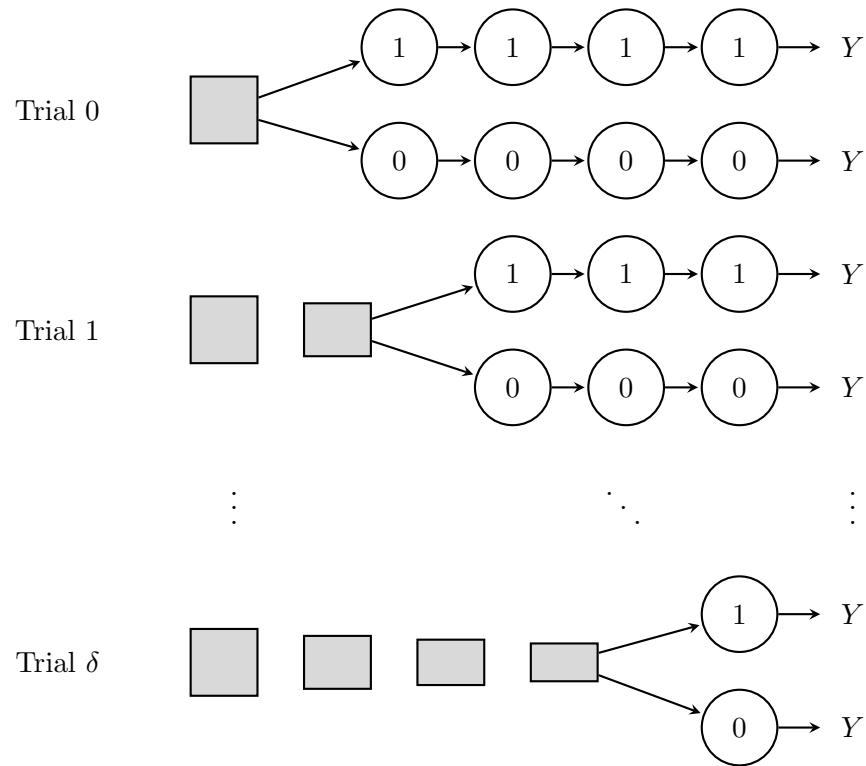 1 1 1 1 Y
Trial 0
0 0 0 0 Y
1 1 1 Y
Trial 1
0 0 0 Y
⋮ ⋱ ⋮
1 Y
Trial δ
0 Y